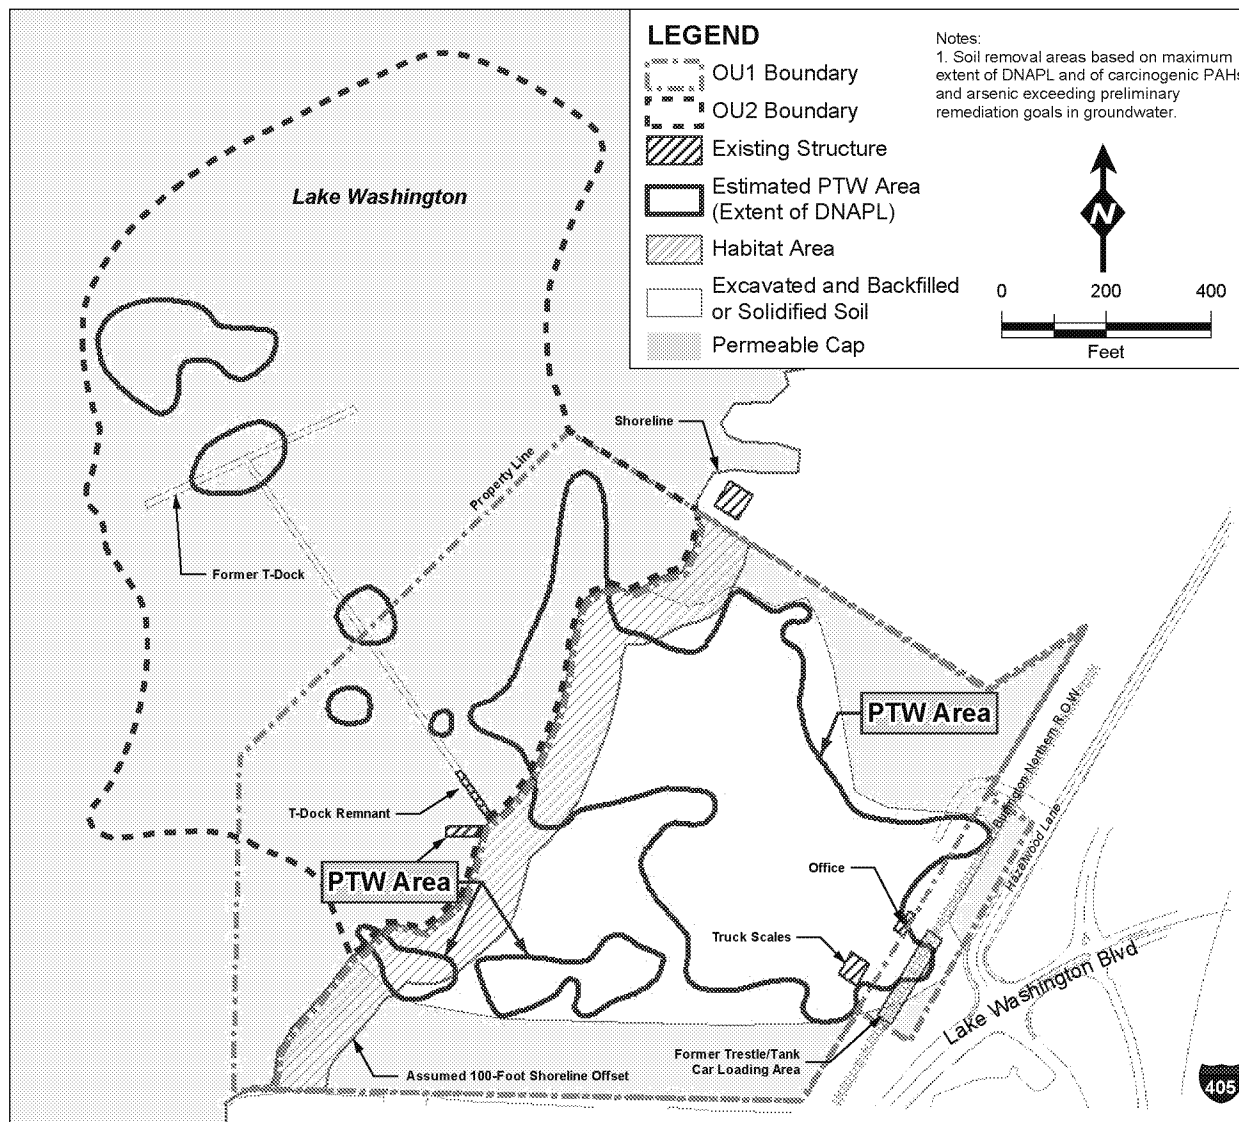 LEGEND
OU1 Boundary
OU2 Boundary
Existing Structure
Estimated PTW Area
(Extent of DNAPL)
Habitat Area
Excavated and Backfilled
or Solidified Soil
Permeable Cap
Notes:
1. Soil removal areas based on maximum
extent of DNAPL and of carcinogenic PAHs
and arsenic exceeding preliminary
remediation goals in groundwater.
N
0 200 400
Feet
Lake Washington
Shoreline
Property Line
Former T-Dock
PTW Area
Burlington Northern R.O.W.
Hazelwood Lane
T-Dock Remnant
PTW Area
Office
Truck Scales
Lake Washington Blvd
Former Trestle/Tank
Car Loading Area
Assumed 100-Foot Shoreline Offset
405